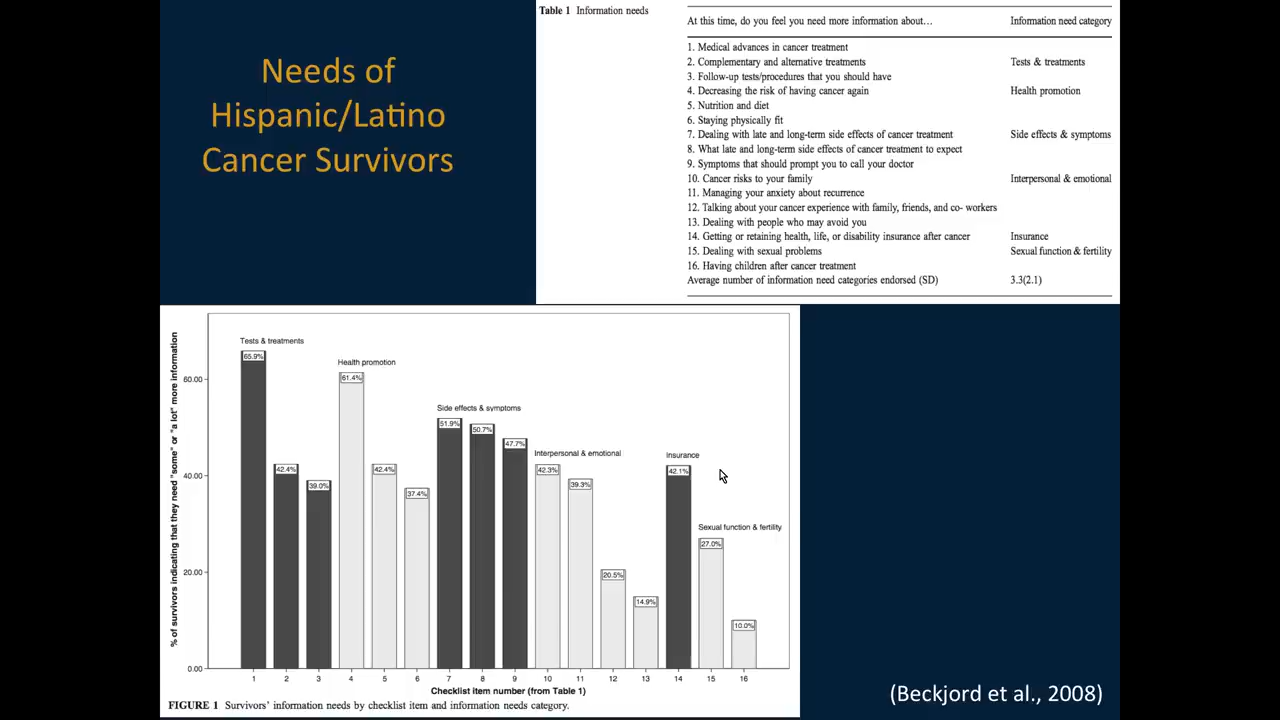 Needs of
Hispanic/Latino
Cancer Survivors
Table 1 Information needs
At this time, do you feel you need more information about… Information need category
1. Medical advances in cancer treatment
2. Complementary and alternative treatments Tests & treatments
3. Follow-up tests/procedures that you should have
4. Decreasing the risk of having cancer again Health promotion
5. Nutrition and diet
6. Staying physically fit
7. Dealing with late and long-term side effects of cancer treatment Side effects & symptoms
8. What late and long-term side effects of cancer treatment to expect
9. Symptoms that should prompt you to call your doctor
10. Cancer risks to your family Interpersonal & emotional
11. Managing your anxiety about recurrence
12. Talking about your cancer experience with family, friends, and co- workers
13. Dealing with people who may avoid you
14. Getting or retaining health, life, or disability insurance after cancer Insurance
15. Dealing with sexual problems Sexual function & fertility
16. Having children after cancer treatment
Average number of information need categories endorsed (SD) 3.3(2.1)
% of survivors indicating that they need "some" or "a lot" more information
60.00
40.00
20.00
0.00
Tests & treatments
65.9%
42.4%
39.0%
Health promotion
61.4%
42.4%
37.4%
Side effects & symptoms
51.9%
50.7%
47.7%
Interpersonal & emotional
42.3%
39.3%
20.5%
14.9%
Insurance
42.1%
Sexual function & fertility
27.0%
10.0%
1 2 3 4 5 6 7 8 9 10 11 12 13 14 15 16
Checklist item number (from Table 1)
FIGURE 1 Survivors' information needs by checklist item and information needs category.
(Beckjord et al., 2008)